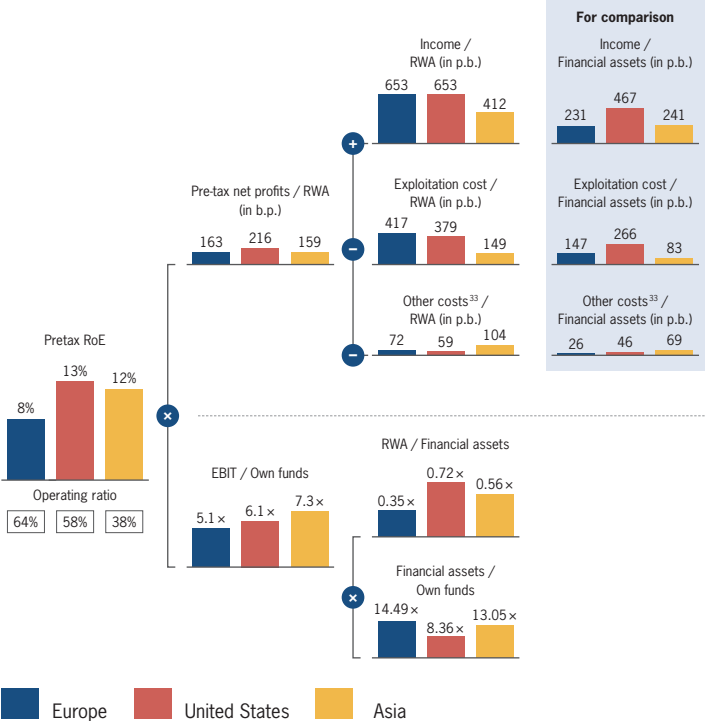 For comparison
Income /
RWA (in p.b.)
653 653 412
Income /
Financial assets (in p.b.)
231 467 241
+
Pre-tax net profits / RWA
(in b.p.)
163 216 159
Exploitation cost /
RWA (in p.b.)
417 379 149
Exploitation cost /
Financial assets (in p.b.)
147 266 83
−
Other costs³³ /
RWA (in p.b.)
72 59 104
Other costs³³ /
Financial assets (in p.b.)
26 46 69
−
Pretax RoE
8% 13% 12%
×
Operating ratio
64% 58% 38%
EBIT / Own funds
5.1× 6.1× 7.3×
RWA / Financial assets
0.35× 0.72× 0.56×
×
Financial assets /
Own funds
14.49× 8.36× 13.05×
Europe United States Asia